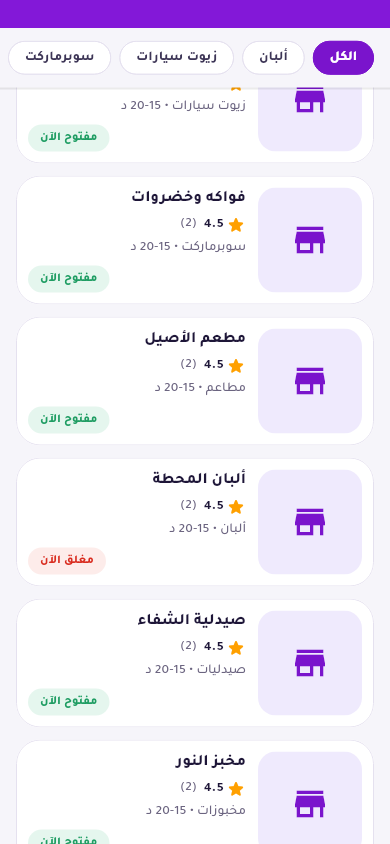 الكل
ألبان
زيوت سيارات
سوبرماركت
زيوت سيارات • 15-20 د
مفتوح الآن
فواكه وخضروات
4.5 (2)
سوبرماركت • 15-20 د
مفتوح الآن
مطعم الأصيل
4.5 (2)
مطاعم • 15-20 د
مفتوح الآن
ألبان المحطة
4.5 (2)
ألبان • 15-20 د
مغلق الآن
صيدلية الشفاء
4.5 (2)
صيدليات • 15-20 د
مفتوح الآن
مخبز النور
4.5 (2)
مخبوزات • 15-20 د
مفتوح الآن